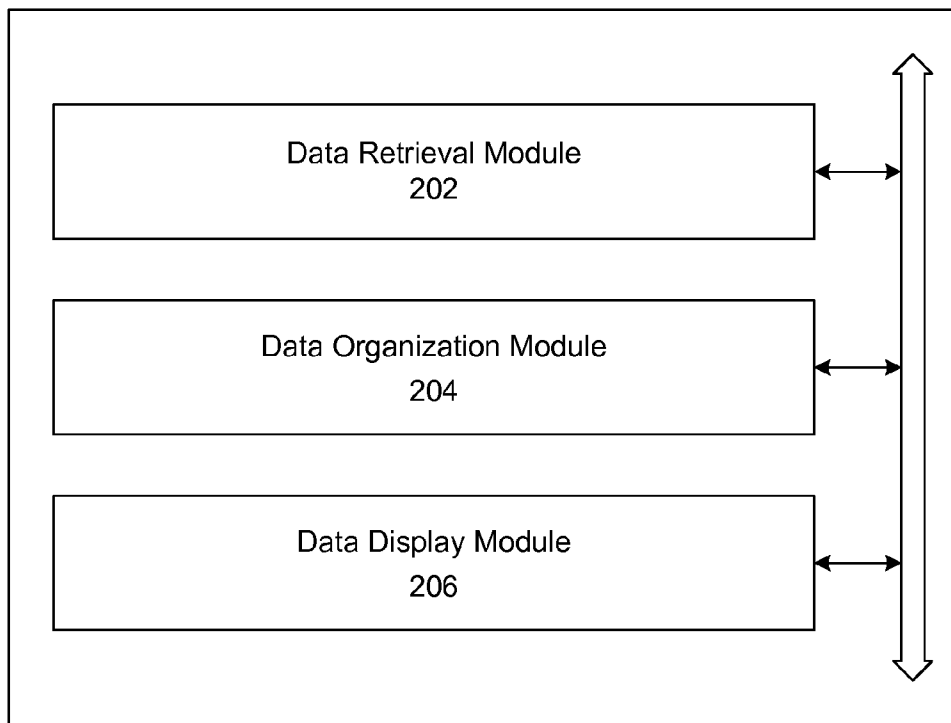 Data Retrieval Module
202
Data Organization Module
204
Data Display Module
206